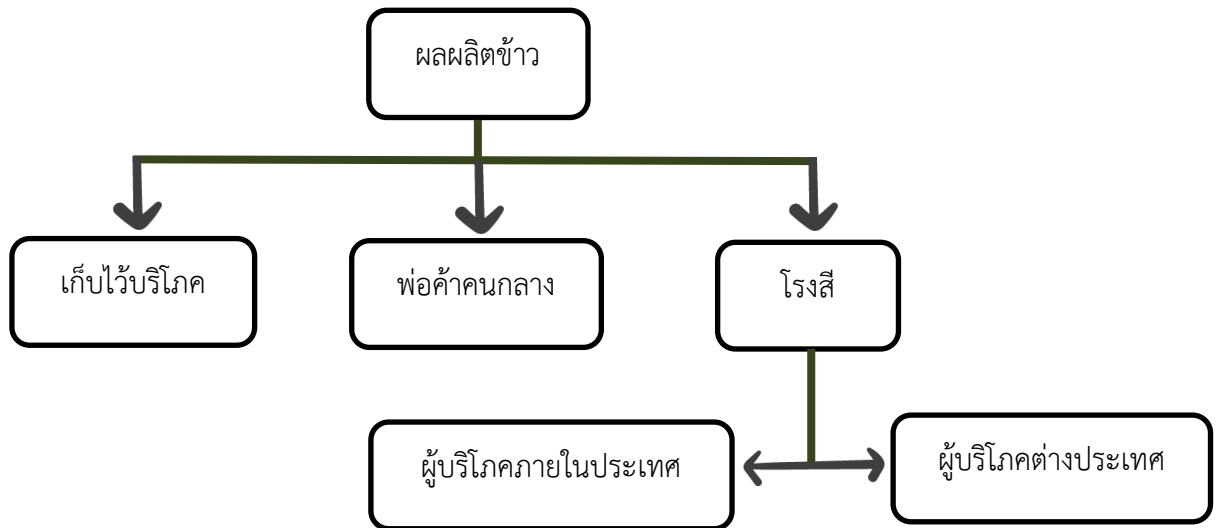 ผลผลิตข้าว
เก็บไว้บริโภค
พ่อค้าคนกลาง
โรงสี
ผู้บริโภคภายในประเทศ
ผู้บริโภคต่างประเทศ